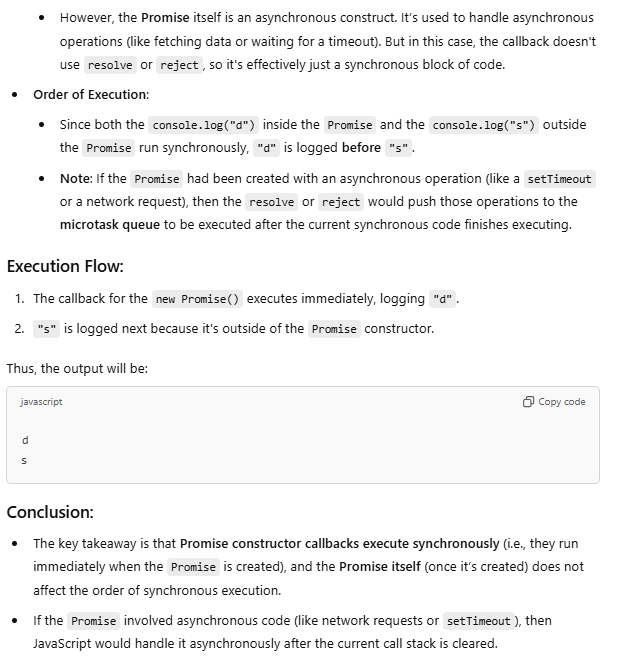 • However, the Promise itself is an asynchronous construct. It's used to handle asynchronous
operations (like fetching data or waiting for a timeout). But in this case, the callback doesn't
use resolve or reject, so it's effectively just a synchronous block of code.
• Order of Execution:
• Since both the console.log("d") inside the Promise and the console.log("s") outside
the Promise run synchronously, "d" is logged before "s".
• Note: If the Promise had been created with an asynchronous operation (like a setTimeout
or a network request), then the resolve or reject would push those operations to the
microtask queue to be executed after the current synchronous code finishes executing.
Execution Flow:
1. The callback for the new Promise() executes immediately, logging "d".
2. "s" is logged next because it's outside of the Promise constructor.
Thus, the output will be:
javascript Copy code
d
s
Conclusion:
• The key takeaway is that Promise constructor callbacks execute synchronously (i.e., they run
immediately when the Promise is created), and the Promise itself (once it's created) does not
affect the order of synchronous execution.
• If the Promise involved asynchronous code (like network requests or setTimeout), then
JavaScript would handle it asynchronously after the current call stack is cleared.